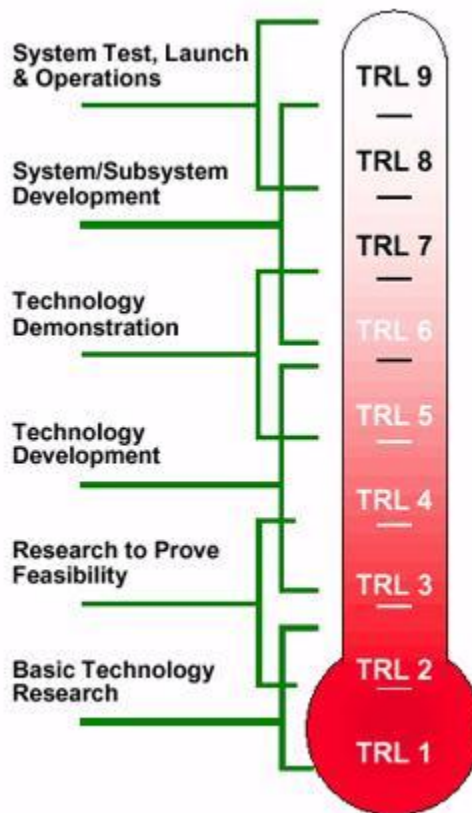 System Test, Launch
& Operations
System/Subsystem
Development
Technology
Demonstration
Technology
Development
Research to Prove
Feasibility
Basic Technology
Research
TRL 9
TRL 8
TRL 7
TRL 6
TRL 5
TRL 4
TRL 3
TRL 2
TRL 1